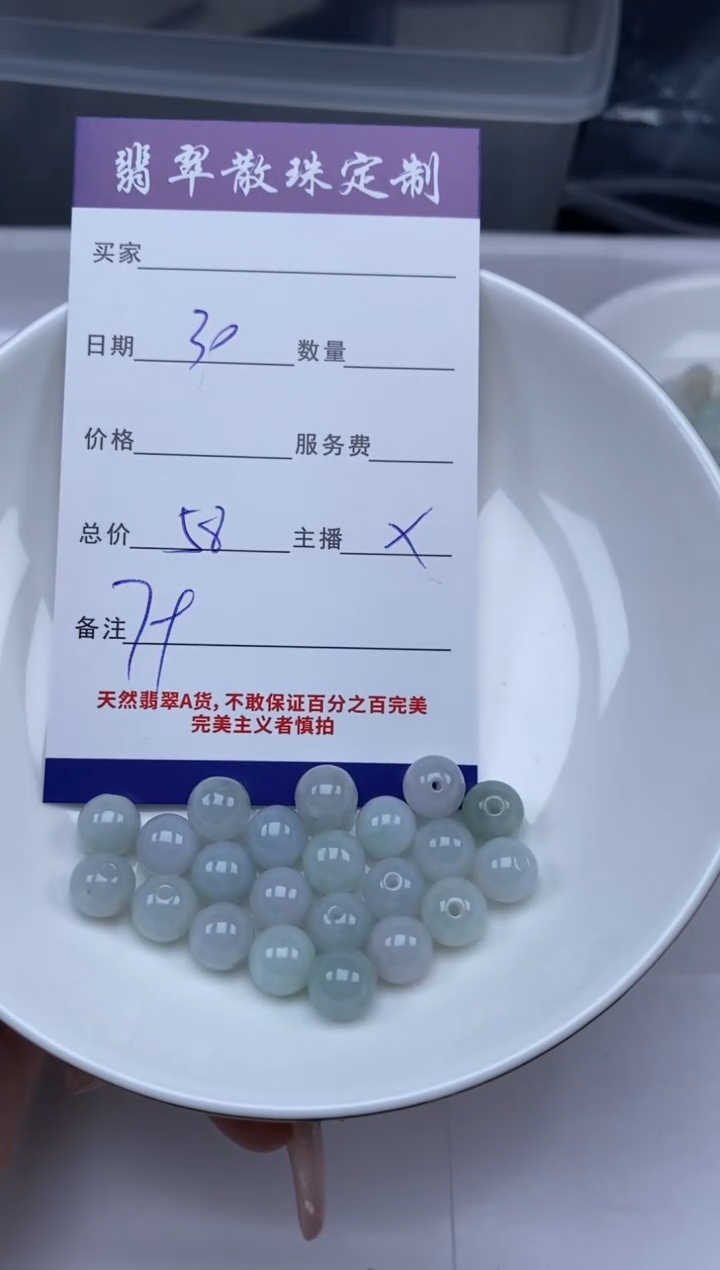 翡翠散珠定制
买家
日期 30 数量
价格 服务费
总价 58 主播 X
备注
天然翡翠A货,不敢保证百分之百完美
完美主义者慎拍